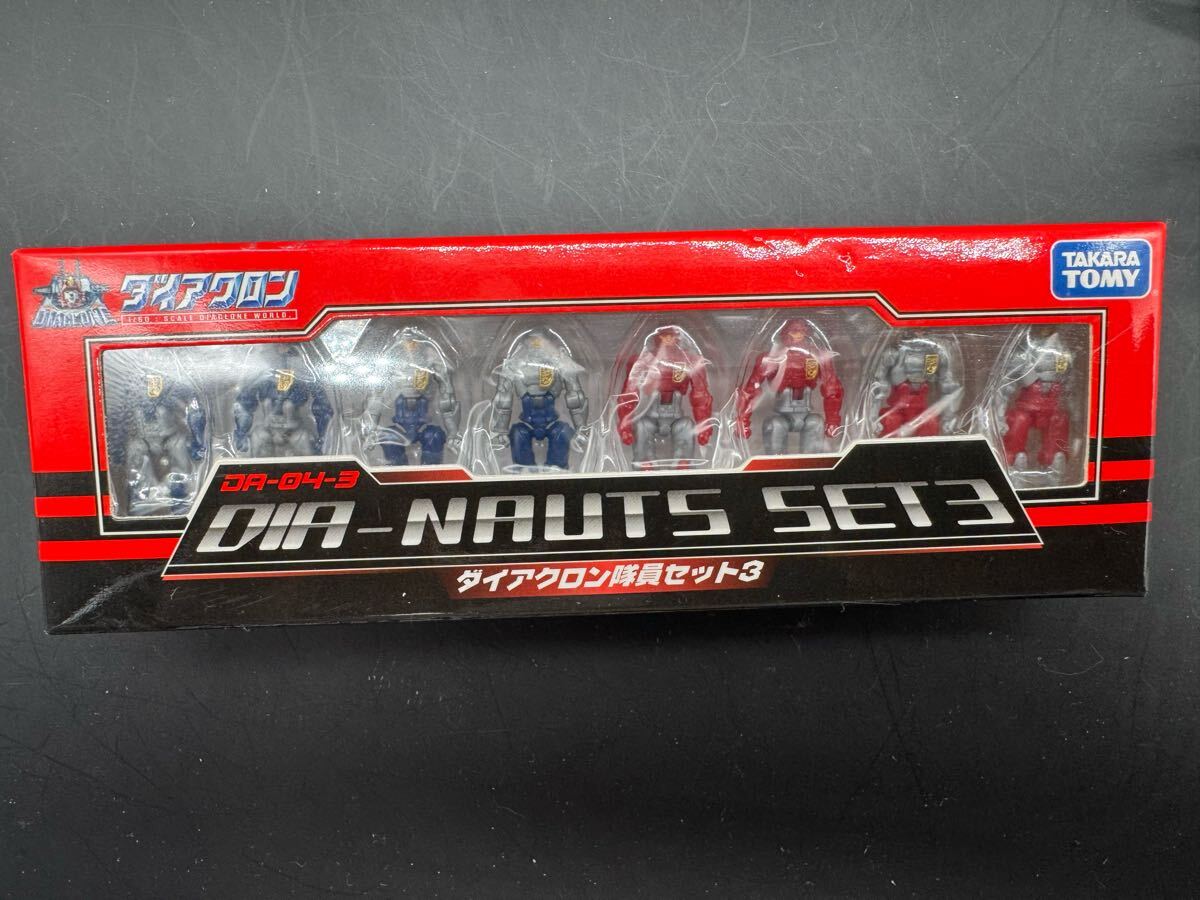 DIACLONE
ダイアクロン
1/60 : SCALE DIACLONE WORLD.
TAKARA
TOMY
DA-04-3
DIA-NAUTS SET3
ダイアクロン隊員セット3